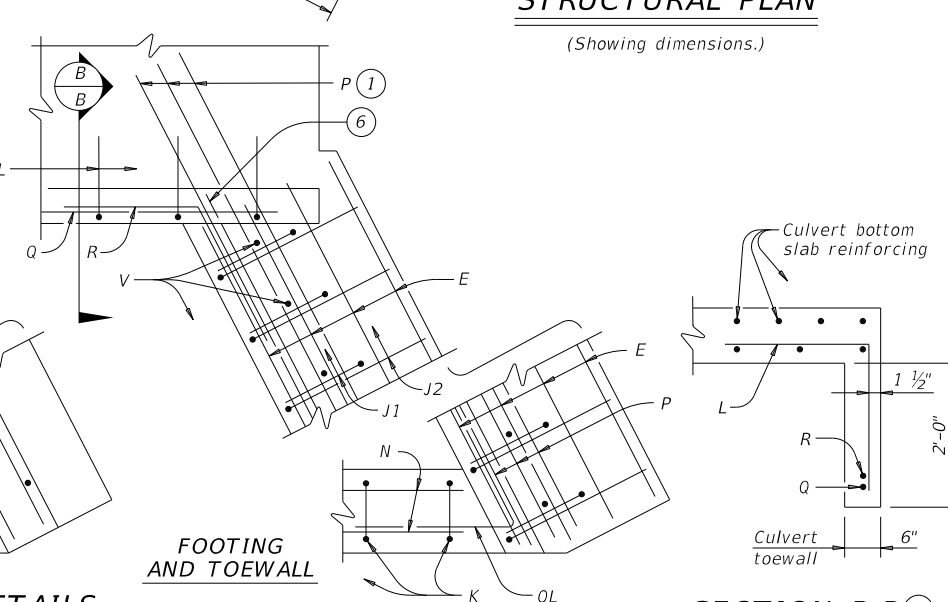 STRUCTURAL PLAN
(Showing dimensions.)
B
B
P 1
6
Q
R
V
E
J2
J1
Culvert bottom
slab reinforcing
1 ½"
L
2'-0"
R
Q
Culvert
toewall
6"
E
P
N
K
OL
FOOTING
AND TOEWALL